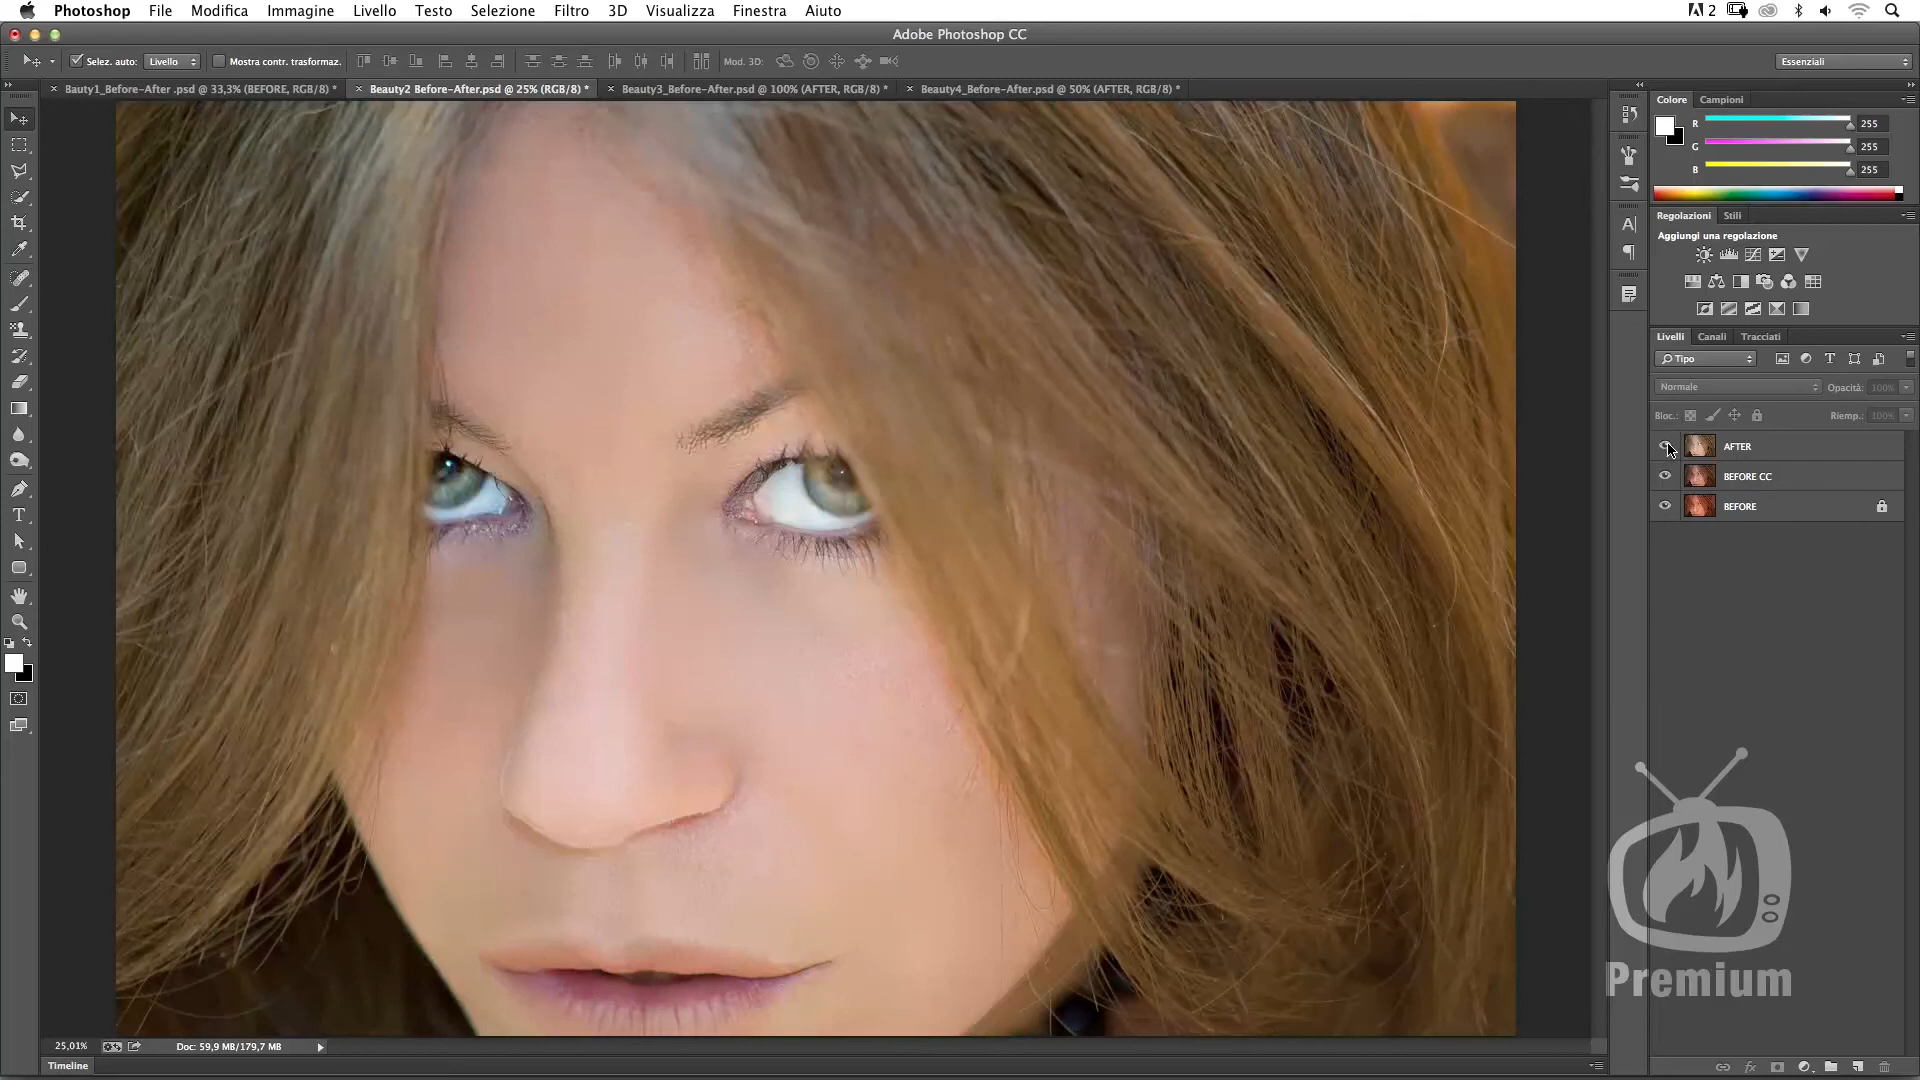 Photoshop File Modifica Immagine Livello Testo Selezione Filtro 3D Visualizza Finestra Aiuto 2
Adobe Photoshop CC
Selez. auto: Livello Mostra contr. trasformaz. Mod. 3D: Essenziali
Bauty1_Before-After .psd @ 33,3% (BEFORE, RGB/8) * Beauty2 Before-After.psd @ 25% (RGB/8) * Beauty3_Before-After.psd @ 100% (AFTER, RGB/8) * Beauty4_Before-After.psd @ 50% (AFTER, RGB/8) *
Colore Campioni
R 255
G 255
B 255
Regolazioni Stili
Aggiungi una regolazione
Livelli Canali Tracciati
Tipo
Normale Opacità: 100%
Bloc.: Riemp.: 100%
AFTER
BEFORE CC
BEFORE
Premium
25,01% Doc: 59,9 MB/179,7 MB
Timeline